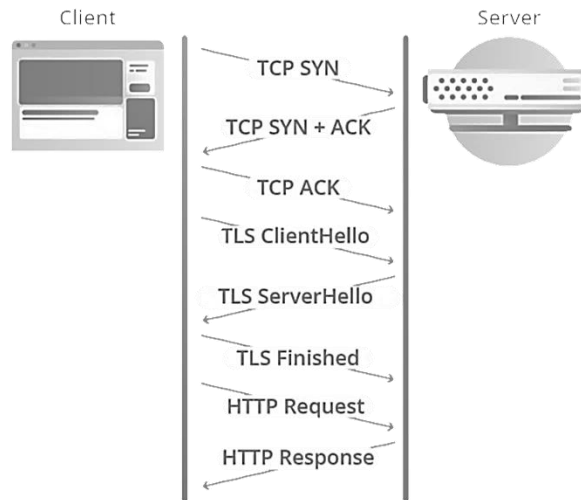 Client
Server
TCP SYN
TCP SYN + ACK
TCP ACK
TLS ClientHello
TLS ServerHello
TLS Finished
HTTP Request
HTTP Response